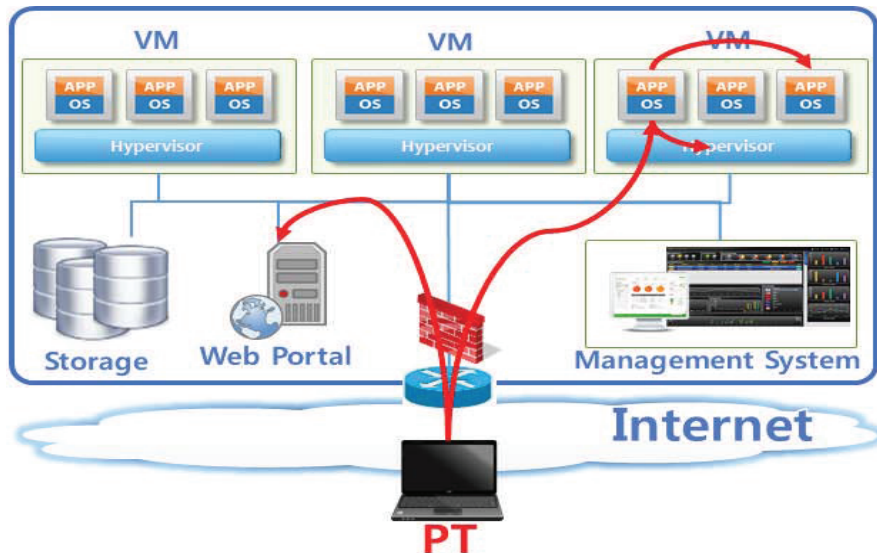 VM
VM
VM
APP
OS
APP
OS
APP
OS
APP
OS
APP
OS
APP
OS
APP
OS
APP
OS
APP
OS
Hypervisor
Hypervisor
Hypervisor
Storage
Web Portal
Management System
Internet
PT